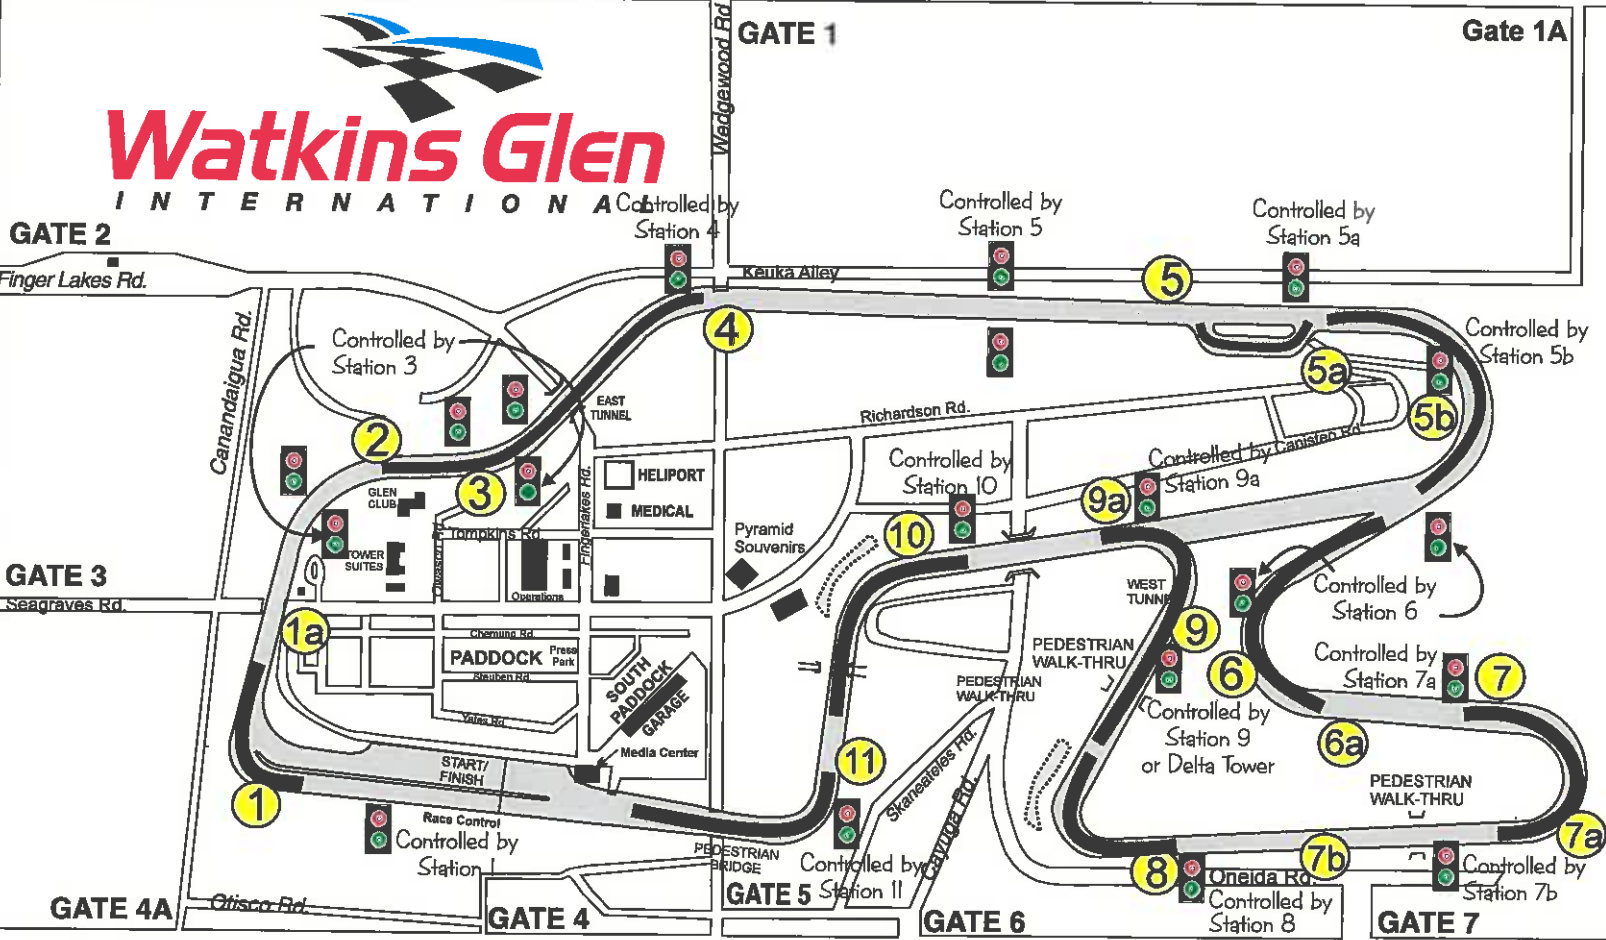 Watkins Glen
INTERNATIONAL
GATE 1
Gate 1A
Wedgewood Rd
GATE 2
Finger Lakes Rd.
Controlled by
Station 4
Controlled by
Station 5
Controlled by
Station 5a
Keuka Alley
5
4
Canandaigua Rd.
Controlled by
Station 3
Controlled by
Station 5b
5a
5b
EAST
TUNNEL
Richardson Rd.
2
3
Canisteo Rd.
Controlled by
Station 10
Controlled by
Station 9a
9a
HELIPORT
MEDICAL
GLEN
CLUB
Tompkins Rd.
Fingerlakes Rd.
Pyramid
Souvenirs
10
TOWER
SUITES
Operations
GATE 3
Seagraves Rd.
1a
Chemung Rd.
PADDOCK
Press
Park
Steuben Rd.
SOUTH
PADDOCK
GARAGE
Yates Rd.
Media Center
WEST
TUNNEL
9
PEDESTRIAN
WALK-THRU
PEDESTRIAN
WALK-THRU
Controlled by
Station 6
6
Controlled by
Station 7a
7
6a
Controlled by
Station 9
or Delta Tower
PEDESTRIAN
WALK-THRU
START/
FINISH
11
1
Race Control
Controlled by
Station 1
PEDESTRIAN
BRIDGE
Controlled by
Station 11
Skaneateles Rd.
Cayuga Rd.
7a
7b
8
Oneida Rd.
Controlled by
Station 8
Controlled by
Station 7b
GATE 4A
Otisco Rd.
GATE 4
GATE 5
GATE 6
GATE 7